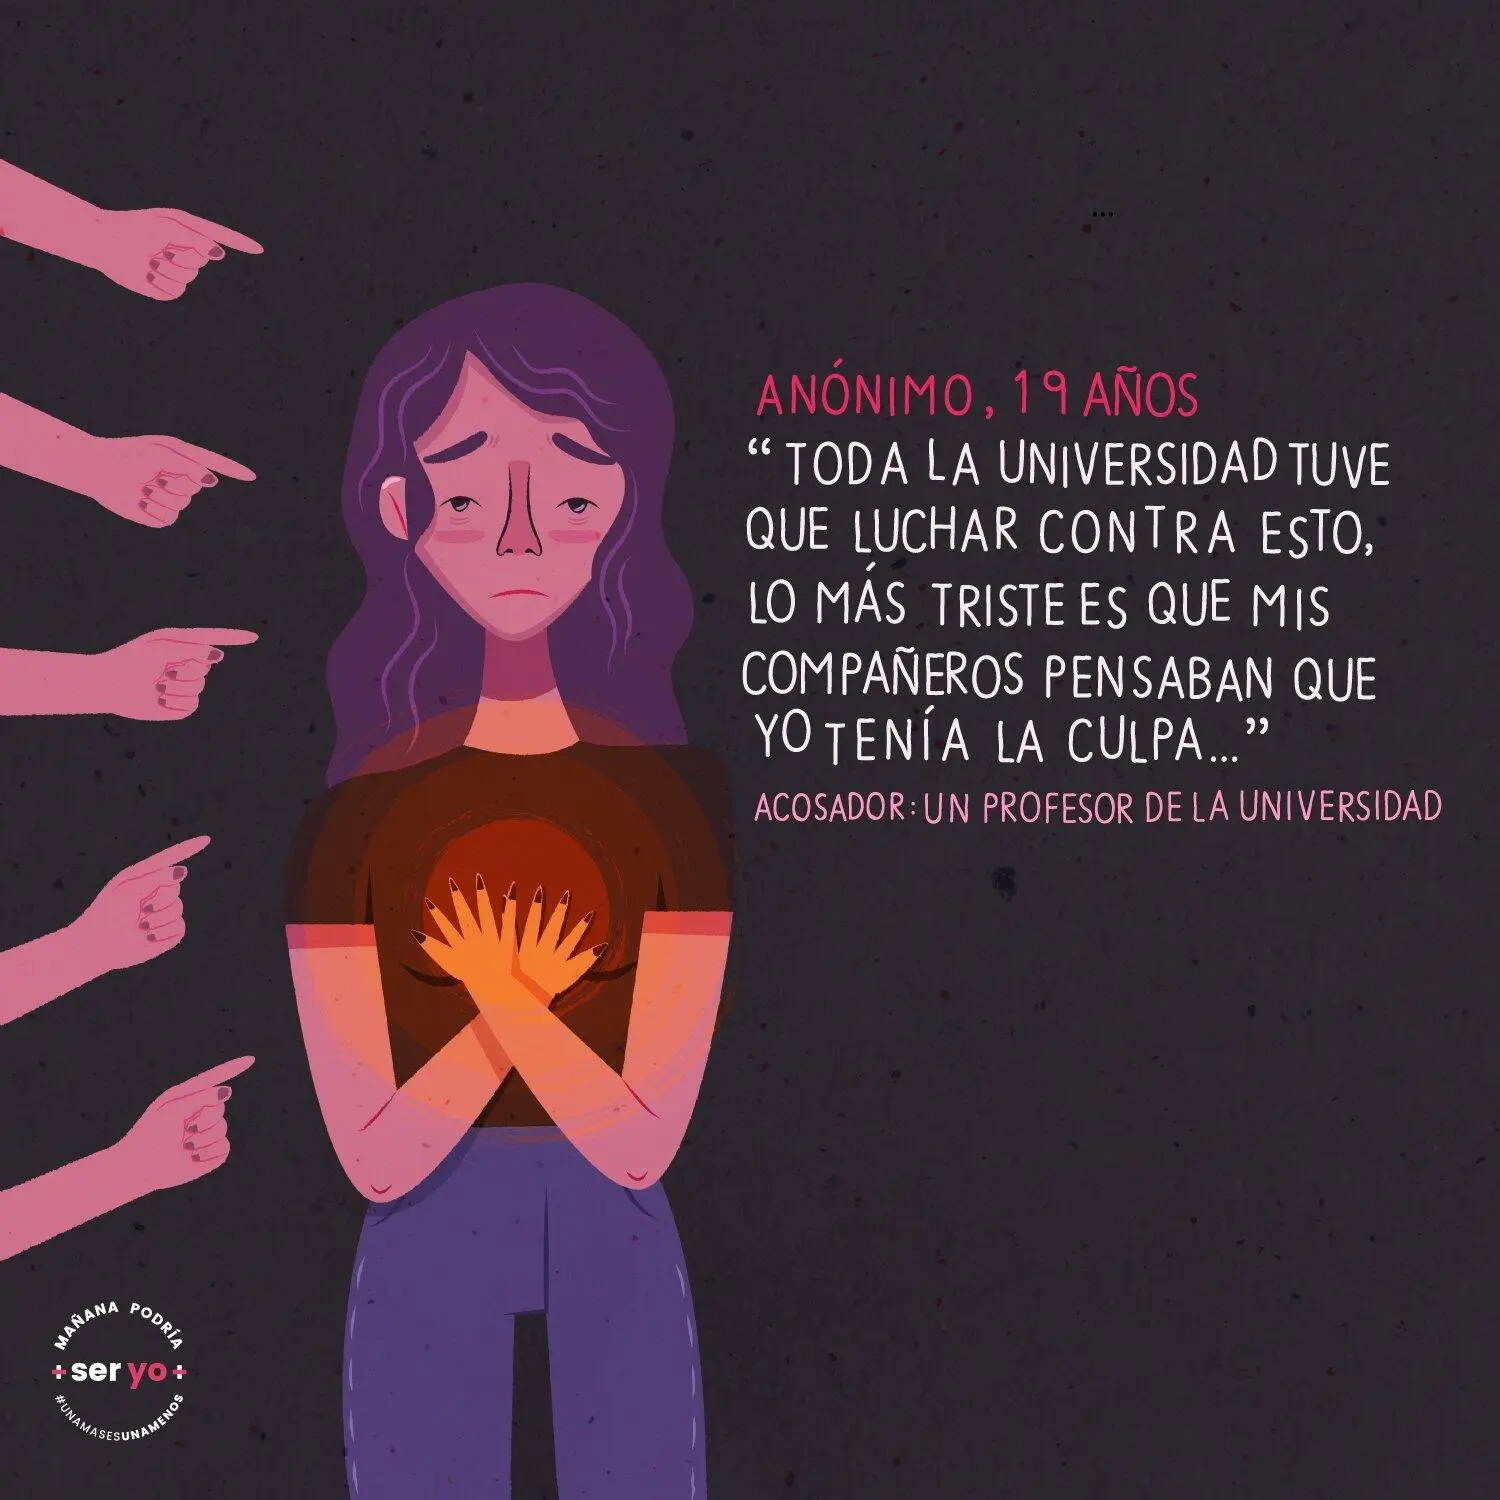 ...
ANÓNIMO, 19 AÑOS
“ TODA LA UNIVERSIDAD TUVE
QUE LUCHAR CONTRA ESTO,
LO MÁS TRISTE ES QUE MIS
COMPAÑEROS PENSABAN QUE
YO TENÍA LA CULPA...”
ACOSADOR: UN PROFESOR DE LA UNIVERSIDAD
MAÑANA PODRÍA
ser yo
#UNAMASESUNAMENOS